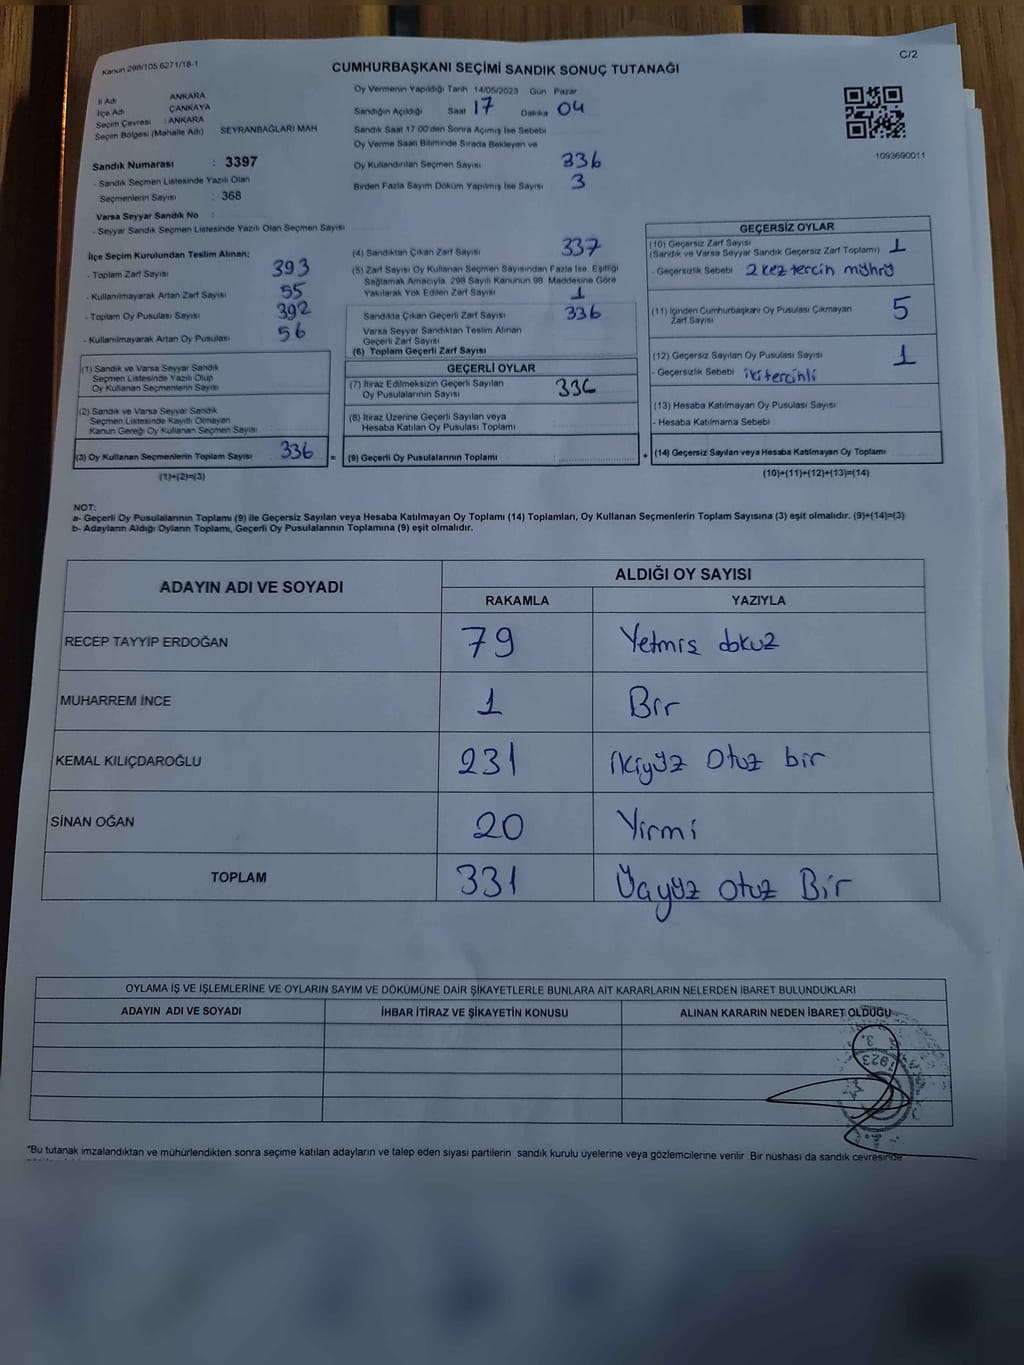 Kanun 298/105,6271/18-1
C/2
CUMHURBAŞKANI SEÇİMİ SANDIK SONUÇ TUTANAĞI
İl Adı ANKARA
İlçe Adı ÇANKAYA
Seçim Çevresi : ANKARA
Seçim Bölgesi (Mahalle Adı) SEYRANBAĞLARI MAH
Sandık Numarası : 3397
- Sandık Seçmen Listesinde Yazılı Olan
Seçmenlerin Sayısı : 368
Varsa Seyyar Sandık No :
- Seyyar Sandık Seçmen Listesinde Yazılı Olan Seçmen Sayısı
Oy Vermenin Yapıldığı Tarih 14/05/2023 Gün Pazar
Sandığın Açıldığı Saat 17 Dakika 04
Sandık Saat 17:00'den Sonra Açımış İse Sebebi
Oy Verme Saati Bitiminde Sırada Bekleyen ve
Oy Kullandırılan Seçmen Sayısı 336
Birden Fazla Sayım Döküm Yapılmış İse Sayısı 3
1093690011
İlçe Seçim Kurulundan Teslim Alınan;
- Toplam Zarf Sayısı 393
- Kullanılmayarak Artan Zarf Sayısı 55
- Toplam Oy Pusulası Sayısı 392
- Kullanılmayarak Artan Oy Pusulası 56
(1) Sandık ve Varsa Seyyar Sandık
Seçmen Listesinde Yazılı Olup
Oy Kullanan Seçmenlerin Sayısı
(2) Sandık ve Varsa Seyyar Sandık
Seçmen Listesinde Kayıtlı Olmayan
Kanun Gereği Oy Kullanan Seçmen Sayısı
(3) Oy Kullanan Seçmenlerin Toplam Sayısı 336 =
(1)+(2)=(3)
(4) Sandıktan Çıkan Zarf Sayısı 337
(5) Zarf Sayısı Oy Kullanan Seçmen Sayısından Fazla İse, Eşitliği
Sağlamak Amacıyla, 298 Sayılı Kanunun 98. Maddesine Göre
Yakılarak Yok Edilen Zarf Sayısı 1
Sandıkta Çıkan Geçerli Zarf Sayısı 336
Varsa Seyyar Sandıktan Teslim Alınan
Geçerli Zarf Sayısı
(6) Toplam Geçerli Zarf Sayısı
GEÇERLİ OYLAR
(7) İtiraz Edilmeksizin Geçerli Sayılan
Oy Pusulalarının Sayısı 336
(8) İtiraz Üzerine Geçerli Sayılan veya
Hesaba Katılan Oy Pusulası Toplamı
(9) Geçerli Oy Pusulalarının Toplamı +
GEÇERSİZ OYLAR
(10) Geçersiz Zarf Sayısı
(Sandık ve Varsa Seyyar Sandık Geçersiz Zarf Toplamı) 1
- Geçersizlik Sebebi 2 kez tercih mührü
(11) İçinden Cumhurbaşkanı Oy Pusulası Çıkmayan
Zarf Sayısı 5
(12) Geçersiz Sayılan Oy Pusulası Sayısı 1
- Geçersizlik Sebebi iki tercihli
(13) Hesaba Katılmayan Oy Pusulası Sayısı
- Hesaba Katılmama Sebebi
(14) Geçersiz Sayılan veya Hesaba Katılmayan Oy Toplamı
(10)+(11)+(12)+(13)=(14)
NOT:
a- Geçerli Oy Pusulalarının Toplamı (9) ile Geçersiz Sayılan veya Hesaba Katılmayan Oy Toplamı (14) Toplamları, Oy Kullanan Seçmenlerin Toplam Sayısına (3) eşit olmalıdır. (9)+(14)=(3)
b- Adayların Aldığı Oyların Toplamı, Geçerli Oy Pusulalarının Toplamına (9) eşit olmalıdır.
ADAYIN ADI VE SOYADI ALDIĞI OY SAYISI
RAKAMLA YAZIYLA
RECEP TAYYİP ERDOĞAN 79 Yetmiş dokuz
MUHARREM İNCE 1 Bir
KEMAL KILIÇDAROĞLU 231 ikiyüz Otuz bir
SİNAN OĞAN 20 Yirmi
TOPLAM 331 Üçyüz otuz Bir
OYLAMA İŞ VE İŞLEMLERİNE VE OYLARIN SAYIM VE DÖKÜMÜNE DAİR ŞİKAYETLERLE BUNLARA AİT KARARLARIN NELERDEN İBARET BULUNDUKLARI
ADAYIN ADI VE SOYADI İHBAR İTİRAZ VE ŞİKAYETİN KONUSU ALINAN KARARIN NEDEN İBARET OLDUĞU
1923
*Bu tutanak imzalandıktan ve mühürlendikten sonra seçime katılan adayların ve talep eden siyasi partilerin sandık kurulu üyelerine veya gözlemcilerine verilir. Bir nüshası da sandık çevresinde